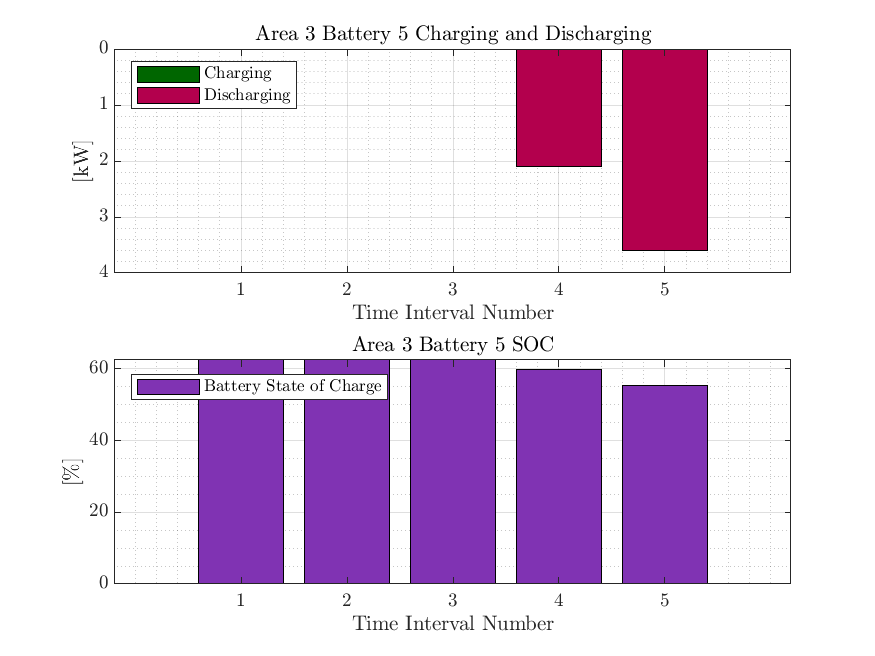 Area 3 Battery 5 Charging and Discharging
0
1
2
3
4
[kW]
Charging
Discharging
1 2 3 4 5
Time Interval Number
Area 3 Battery 5 SOC
60
40
20
0
[%]
Battery State of Charge
1 2 3 4 5
Time Interval Number